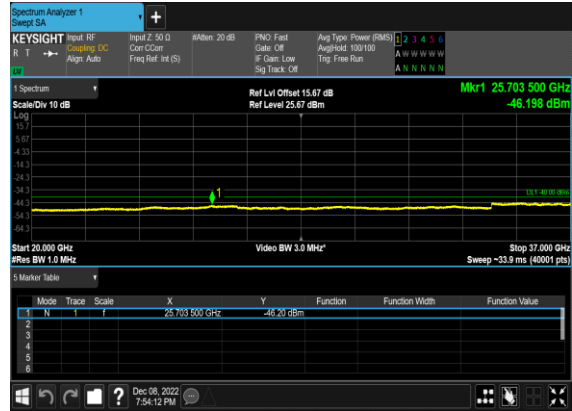 Spectrum Analyzer 1
Swept SA
+
KEYSIGHT Input: RF Input Z: 50 Ω #Atten: 20 dB PNO: Fast Avg Type: Power (RMS) 1 2 3 4 5 6
R T Coupling: DC Corr CCorr Gate: Off Avg|Hold: 100/100 A W W W W W
Align: Auto Freq Ref: Int (S) IF Gain: Low Trig: Free Run
Sig Track: Off A N N N N N
1 Spectrum Ref Lvl Offset 15.67 dB Mkr1 25.703 500 GHz
Scale/Div 10 dB Ref Level 25.67 dBm -46.198 dBm
Log
15.7
5.67
-4.33
-14.3
-24.3
-34.3
1
DL1 -40.00 dBm
-44.3
-54.3
-64.3
Start 20.000 GHz Video BW 3.0 MHz* Stop 37.000 GHz
#Res BW 1.0 MHz Sweep ~33.9 ms (40001 pts)
5 Marker Table
Mode Trace Scale X Y Function Function Width Function Value
1 N 1 f 25.703 500 GHz -46.20 dBm
2
3
4
5
6
? Dec 08, 2022
7:54:12 PM